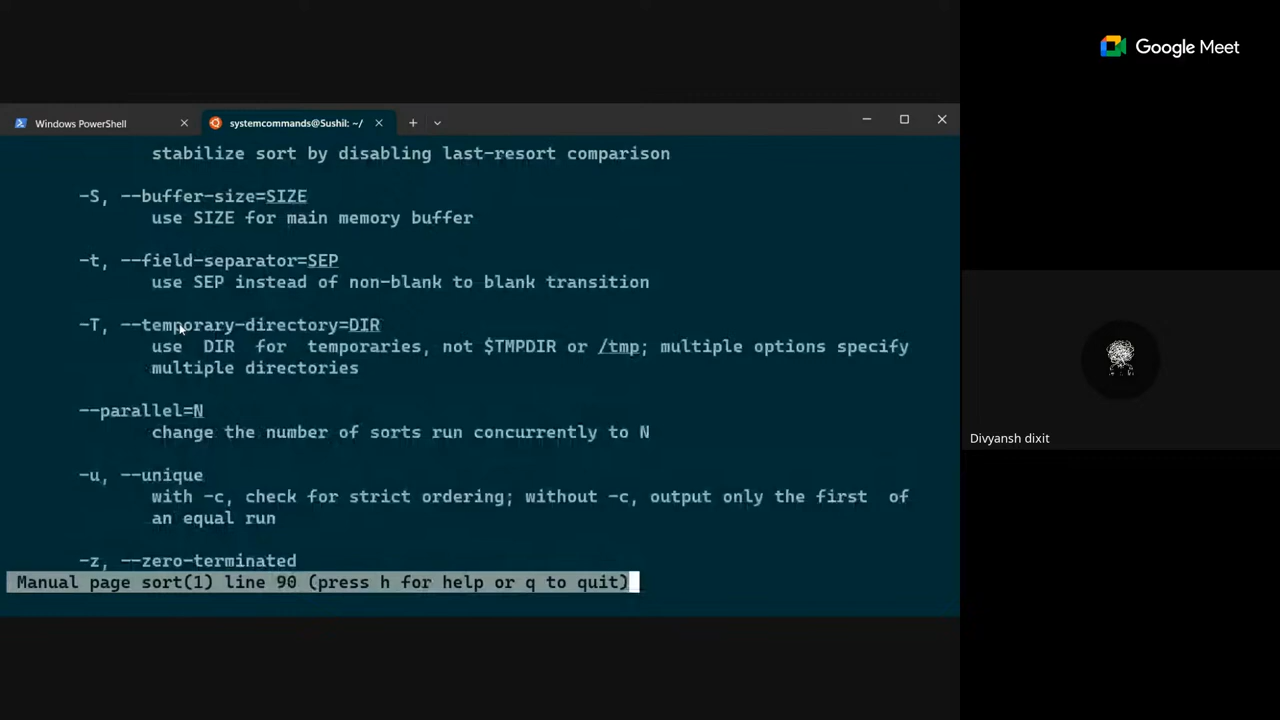 Google Meet
Windows PowerShell
systemcommands@Sushil: ~/
stabilize sort by disabling last-resort comparison
-S, --buffer-size=SIZE
use SIZE for main memory buffer
-t, --field-separator=SEP
use SEP instead of non-blank to blank transition
-T, --temporary-directory=DIR
use DIR for temporaries, not $TMPDIR or /tmp; multiple options specify
multiple directories
--parallel=N
change the number of sorts run concurrently to N
-u, --unique
with -c, check for strict ordering; without -c, output only the first of
an equal run
-z, --zero-terminated
Manual page sort(1) line 90 (press h for help or q to quit)
Divyansh dixit